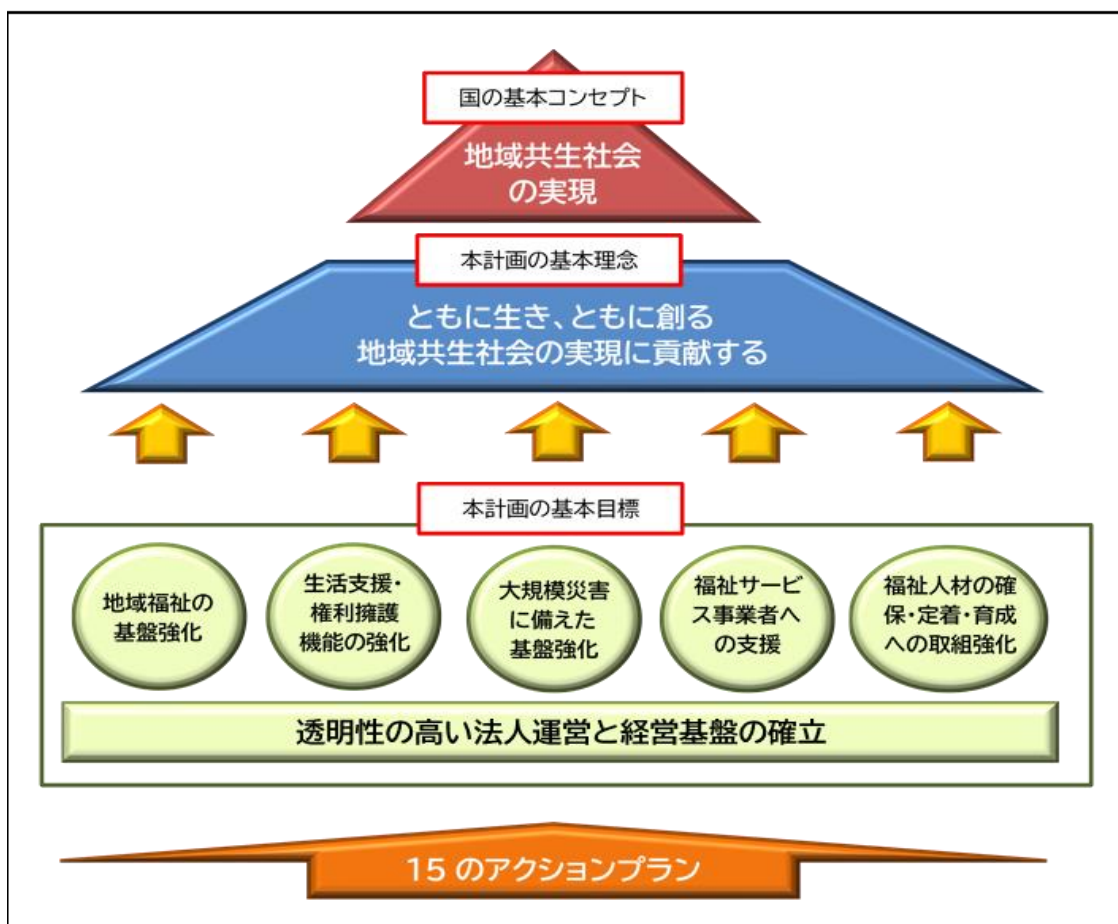 国の基本コンセプト
地域共生社会
の実現
本計画の基本理念
ともに生き、ともに創る
地域共生社会の実現に貢献する
本計画の基本目標
地域福祉の
基盤強化
生活支援・
権利擁護
機能の強化
大規模災害
に備えた
基盤強化
福祉サービ
ス事業者へ
の支援
福祉人材の確
保・定着・育成
への取組強化
透明性の高い法人運営と経営基盤の確立
15 のアクションプラン